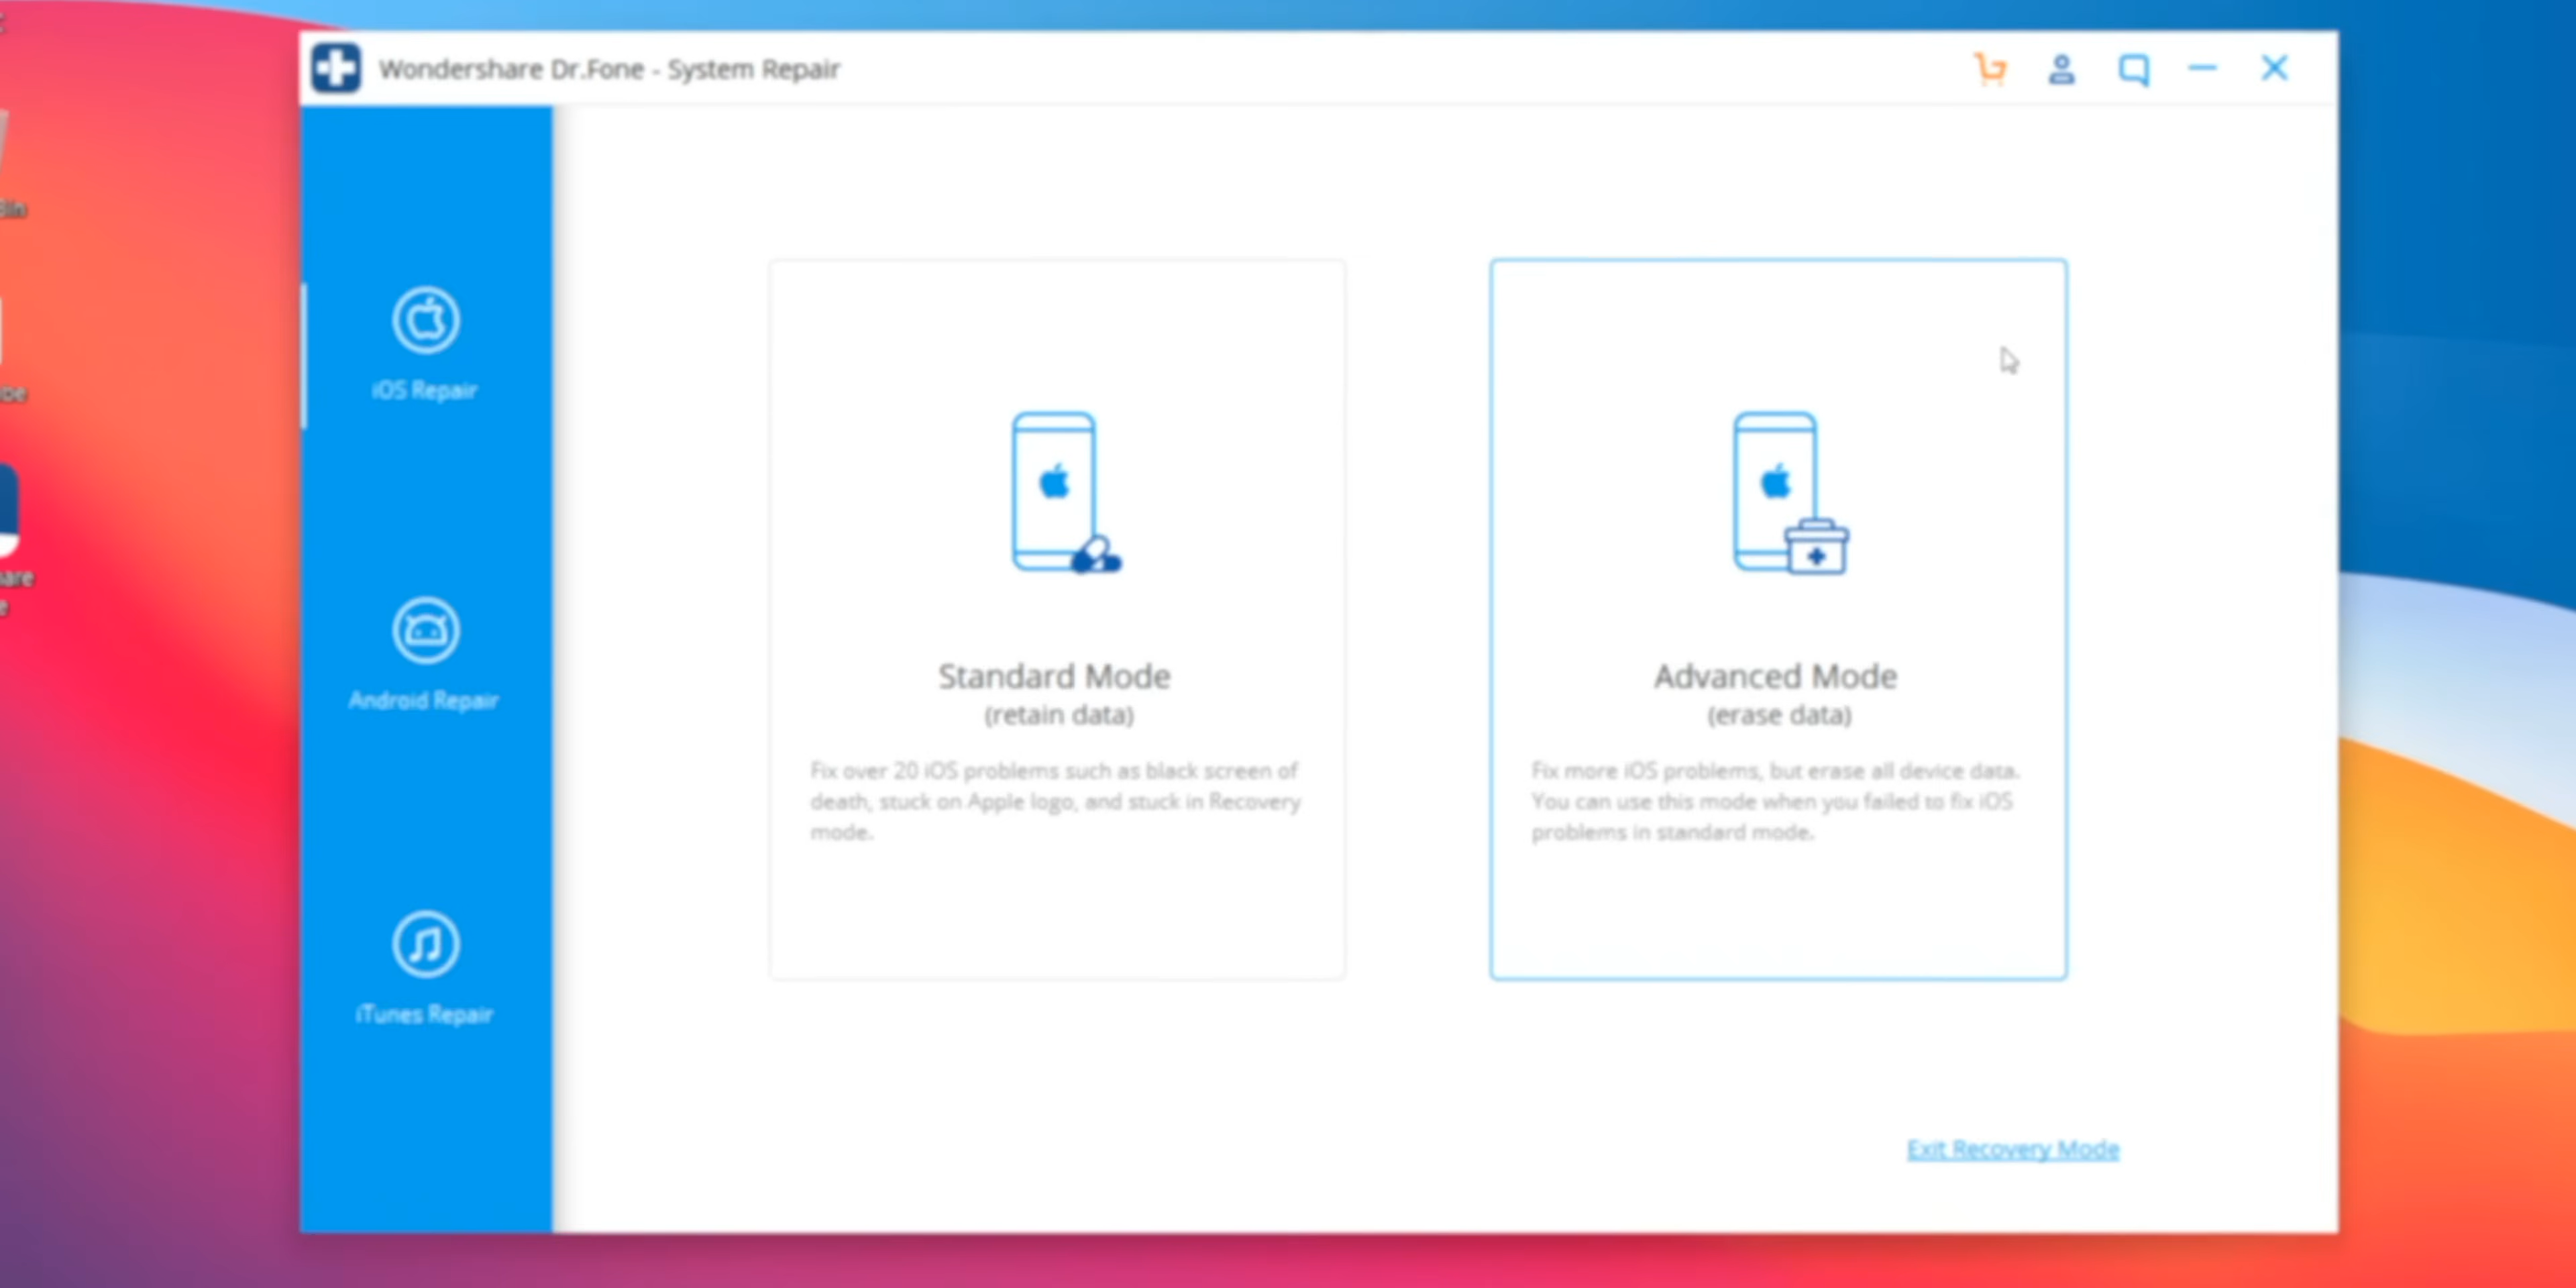 Wondershare Dr.Fone - System Repair
iOS Repair
Android Repair
iTunes Repair
Standard Mode
(retain data)
Fix over 20 iOS problems such as black screen of
death, stuck on Apple logo, and stuck in Recovery
mode.
Advanced Mode
(erase data)
Fix more iOS problems, but erase all device data.
You can use this mode when you failed to fix iOS
problems in standard mode.
Exit Recovery Mode